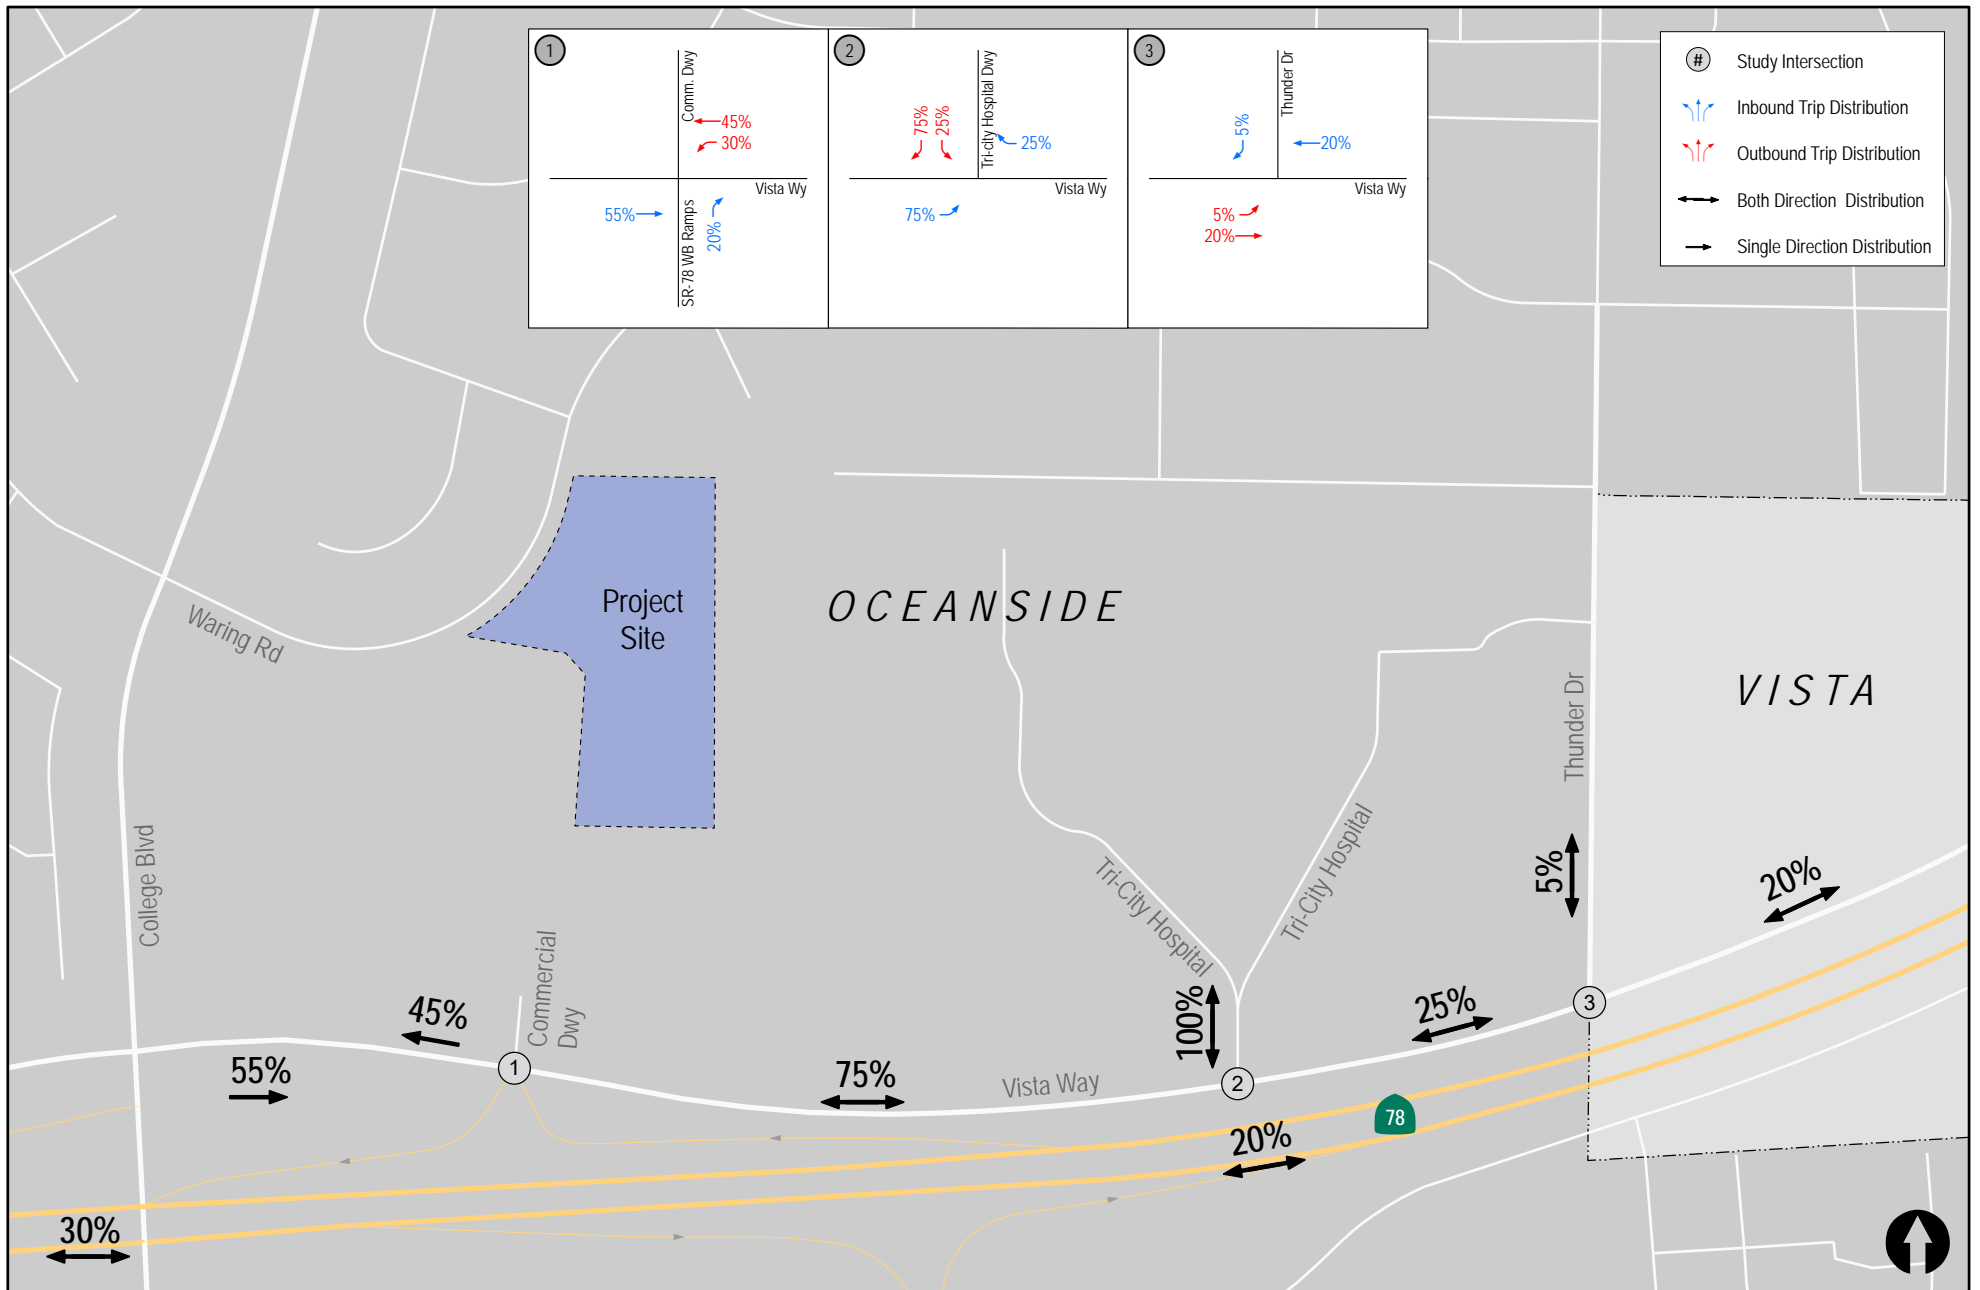 1
Comm. Dwy
45%
30%
Vista Wy
55%
20%
SR-78 WB Ramps
2
Tri-city Hospital Dwy
75%
25%
25%
Vista Wy
75%
3
Thunder Dr
5%
20%
Vista Wy
5%
20%
# Study Intersection
Inbound Trip Distribution
Outbound Trip Distribution
Both Direction Distribution
Single Direction Distribution
Project
Site
OCEANSIDE
VISTA
Waring Rd
College Blvd
Thunder Dr
Tri-City Hospital
Tri-City Hospital
Commercial
Dwy
Vista Way
5%
20%
45%
55%
75%
100%
25%
20%
30%
1
2
3
78